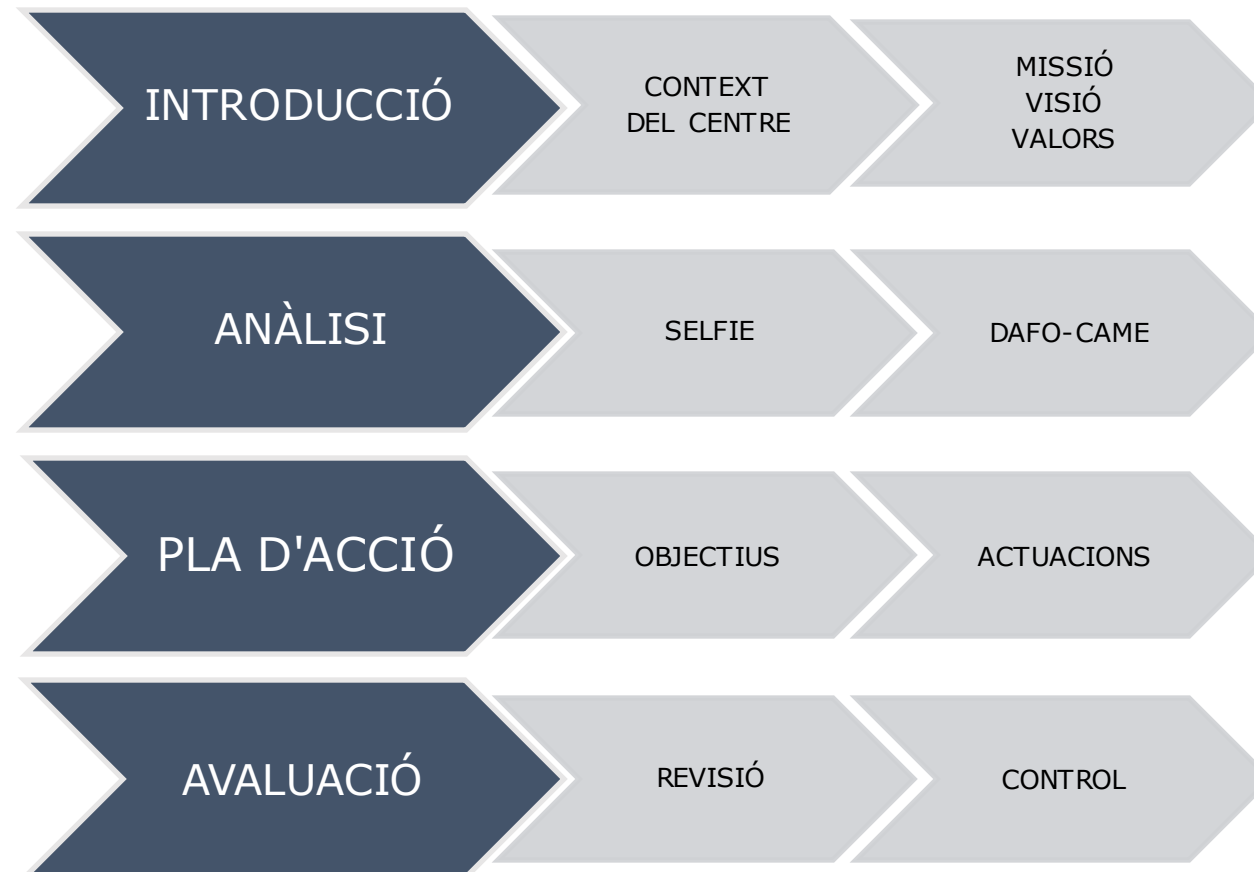 INTRODUCCIÓ
CONTEXT
DEL CENTRE
MISSIÓ
VISIÓ
VALORS
ANÀLISI
SELFIE
DAFO-CAME
PLA D'ACCIÓ
OBJECTIUS
ACTUACIONS
AVALUACIÓ
REVISIÓ
CONTROL